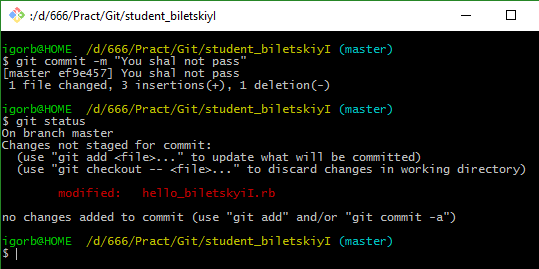 :/d/666/Pract/Git/student_biletskiyI
igorb@HOME /d/666/Pract/Git/student_biletskiyI (master)
$ git commit -m "You shal not pass"
[master ef9e457] You shal not pass
1 file changed, 3 insertions(+), 1 deletion(-)
igorb@HOME /d/666/Pract/Git/student_biletskiyI (master)
$ git status
On branch master
Changes not staged for commit:
(use "git add <file>..." to update what will be committed)
(use "git checkout -- <file>..." to discard changes in working directory)
modified: hello_biletskyiI.rb
no changes added to commit (use "git add" and/or "git commit -a")
igorb@HOME /d/666/Pract/Git/student_biletskiyI (master)
$